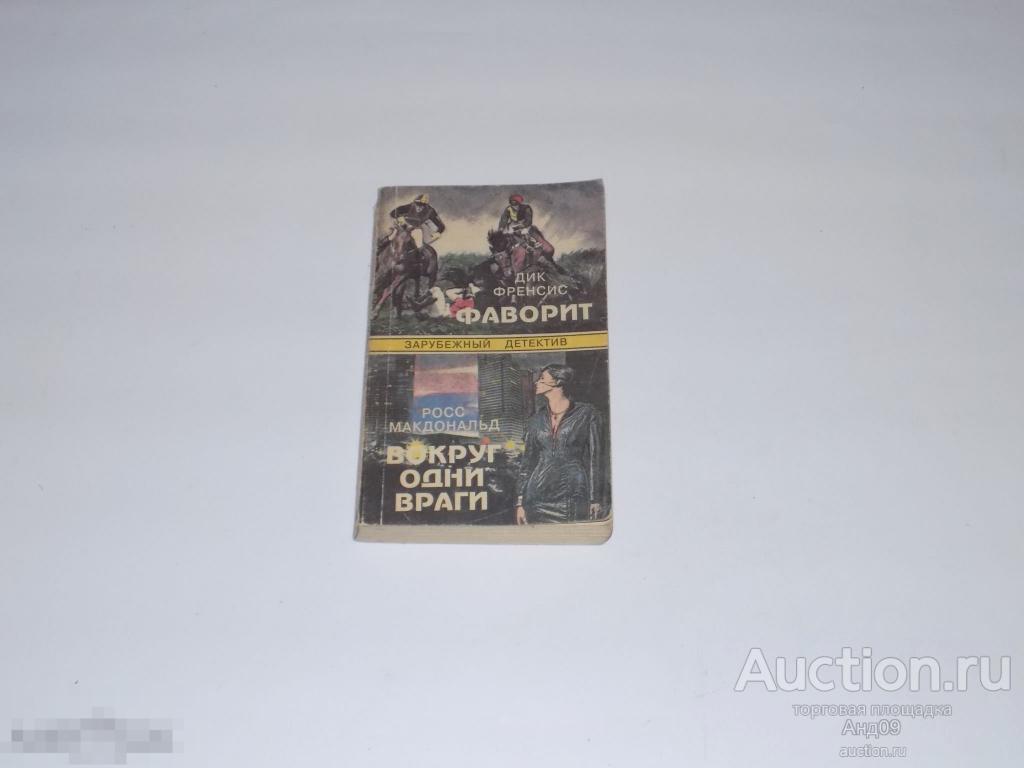 ДИК
ФРЕНСИС
ФАВОРИТ
ЗАРУБЕЖНЫЙ ДЕТЕКТИВ
РОСС
МАКДОНАЛЬД
ВОКРУГ
ОДНИ
ВРАГИ
Auction.ru
торговая площадка
Анд09
auction.ru